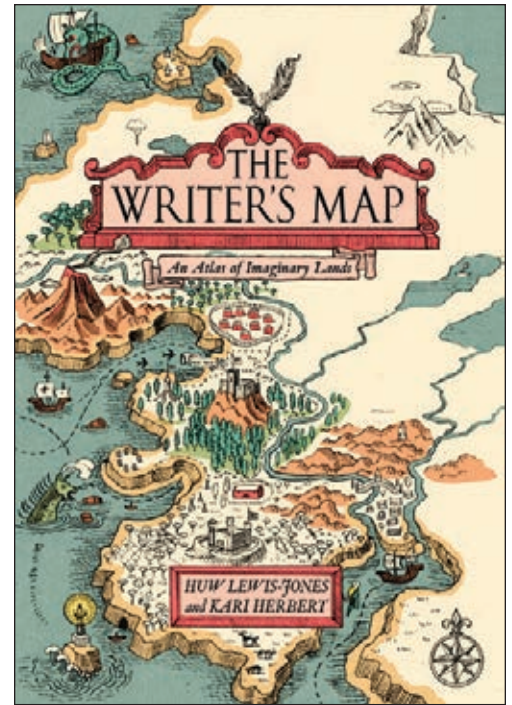 THE
WRITER'S MAP
An Atlas of Imaginary Lands
HUW LEWIS-JONES
and KARI HERBERT